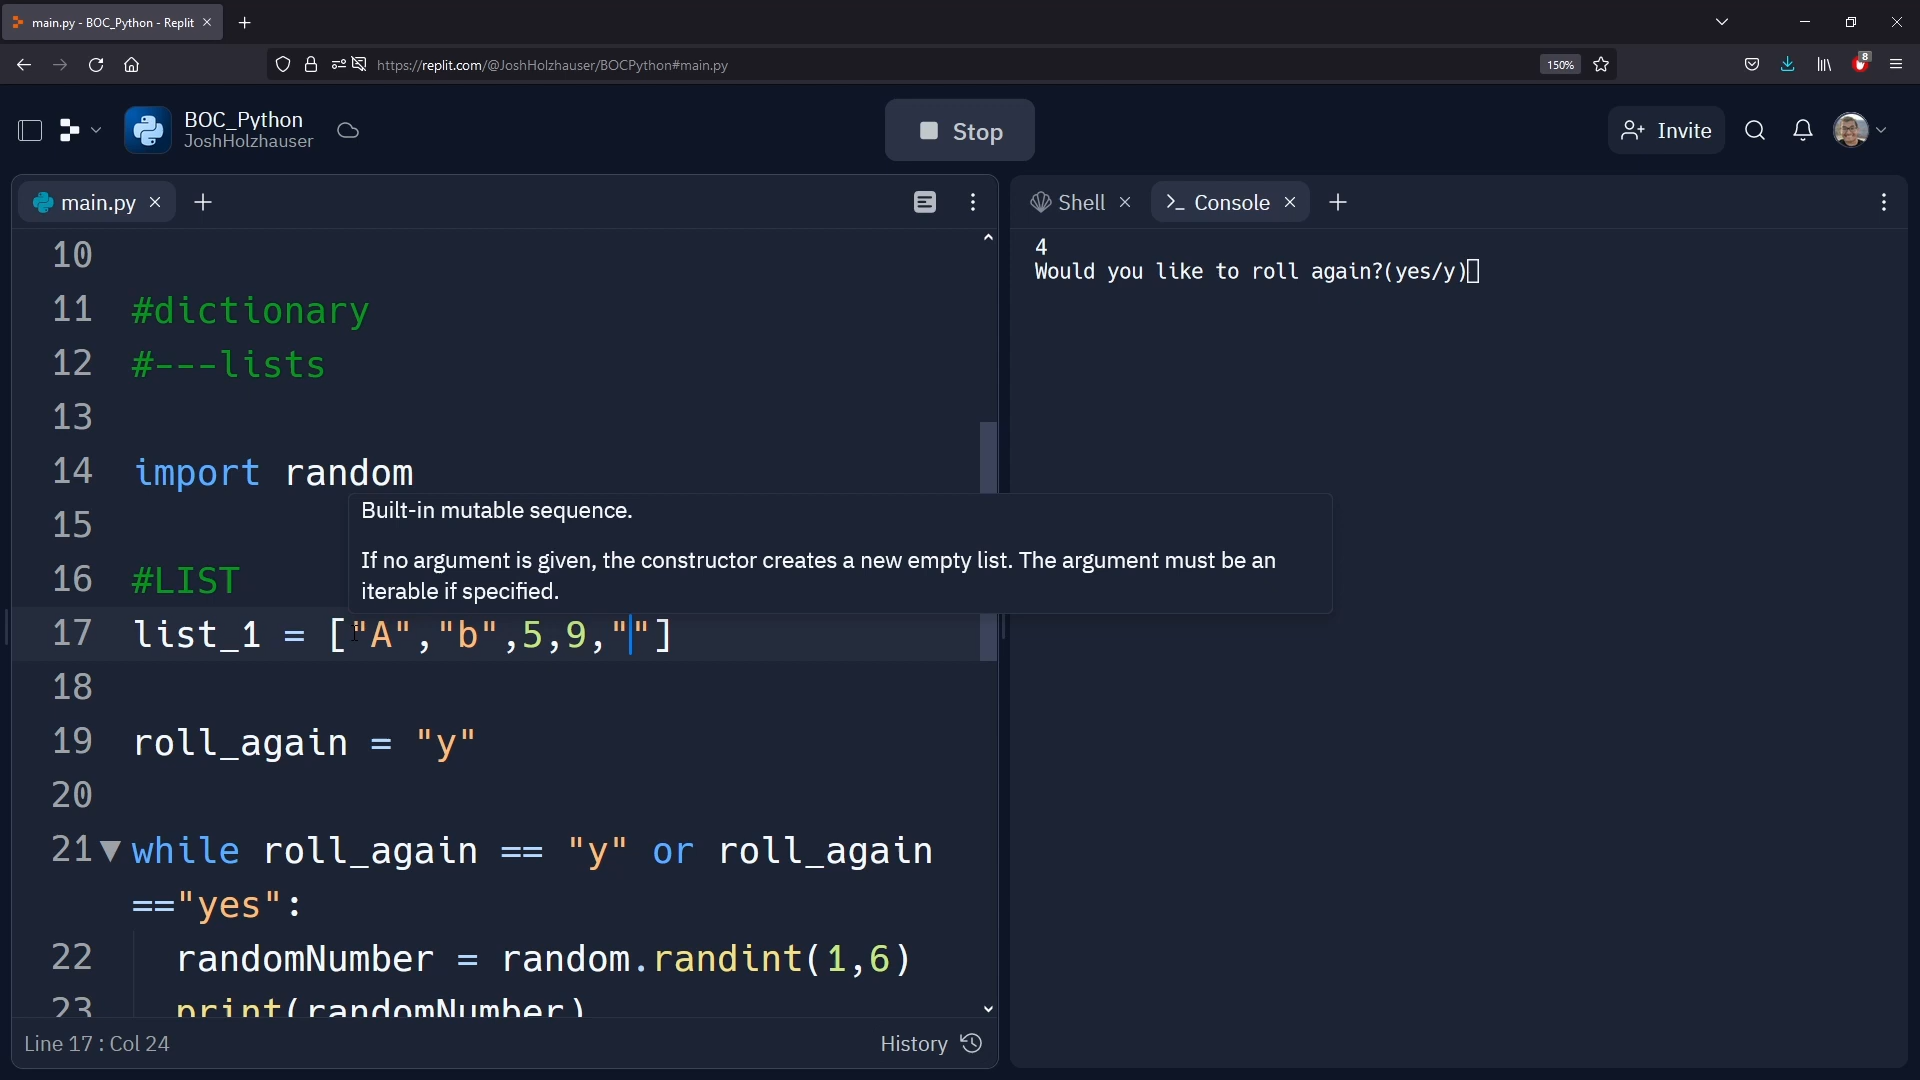 main.py - BOC_Python - Replit
https://replit.com/@JoshHolzhauser/BOCPython#main.py
150%
8
BOC_Python
JoshHolzhauser
Stop
Invite
main.py
10
11 #dictionary
12 #---lists
13
14 import random
15
16 #LIST
17 list_1 = ["A","b",5,9,""]
18
19 roll_again = "y"
20
21 while roll_again == "y" or roll_again
=="yes":
22 randomNumber = random.randint(1,6)
23 print(randomNumber)
Built-in mutable sequence.
If no argument is given, the constructor creates a new empty list. The argument must be an
iterable if specified.
Line 17 : Col 24
History
Shell
Console
4
Would you like to roll again?(yes/y)